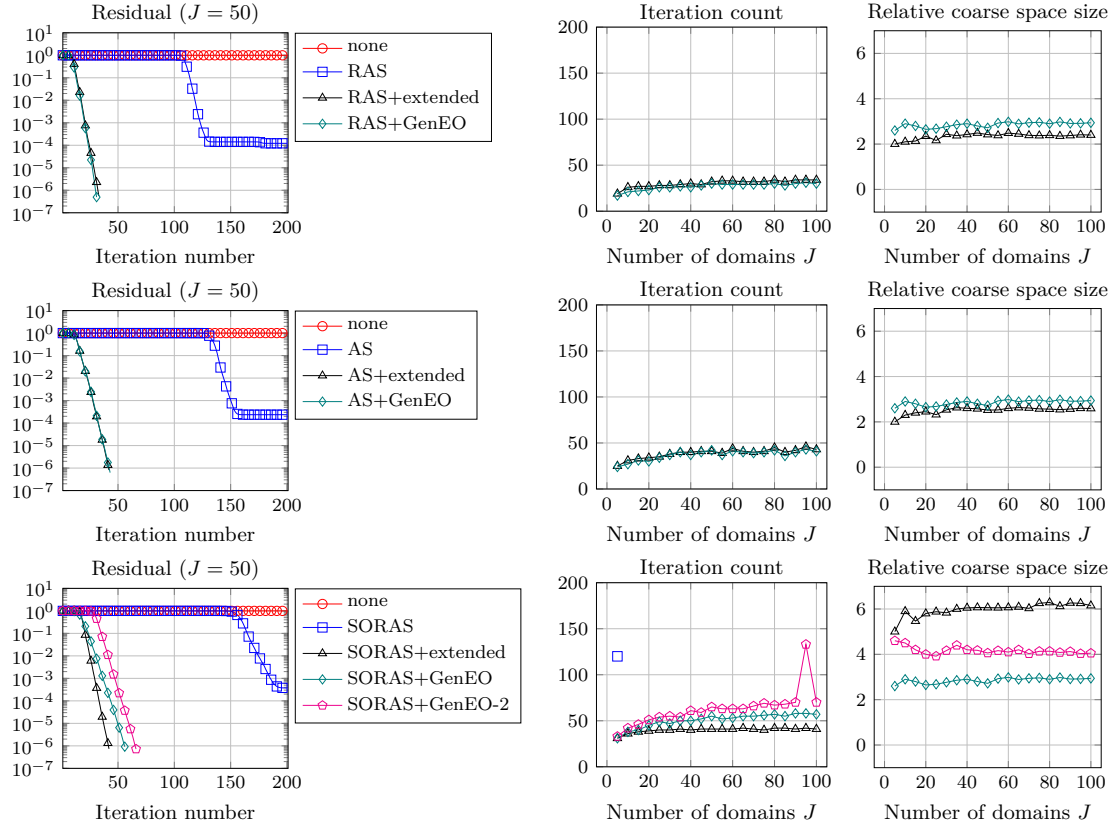 Residual (J = 50)
10^1
10^0
10^-1
10^-2
10^-3
10^-4
10^-5
10^-6
10^-7
50 100 150 200
Iteration number
none
RAS
RAS+extended
RAS+GenEO
Iteration count
200
150
100
50
0
0 20 40 60 80 100
Number of domains J
Relative coarse space size
6
4
2
0
0 20 40 60 80 100
Number of domains J
Residual (J = 50)
10^1
10^0
10^-1
10^-2
10^-3
10^-4
10^-5
10^-6
10^-7
50 100 150 200
Iteration number
none
AS
AS+extended
AS+GenEO
Iteration count
200
150
100
50
0
0 20 40 60 80 100
Number of domains J
Relative coarse space size
6
4
2
0
0 20 40 60 80 100
Number of domains J
Residual (J = 50)
10^1
10^0
10^-1
10^-2
10^-3
10^-4
10^-5
10^-6
10^-7
50 100 150 200
Iteration number
none
SORAS
SORAS+extended
SORAS+GenEO
SORAS+GenEO-2
Iteration count
200
150
100
50
0
0 20 40 60 80 100
Number of domains J
Relative coarse space size
6
4
2
0
0 20 40 60 80 100
Number of domains J